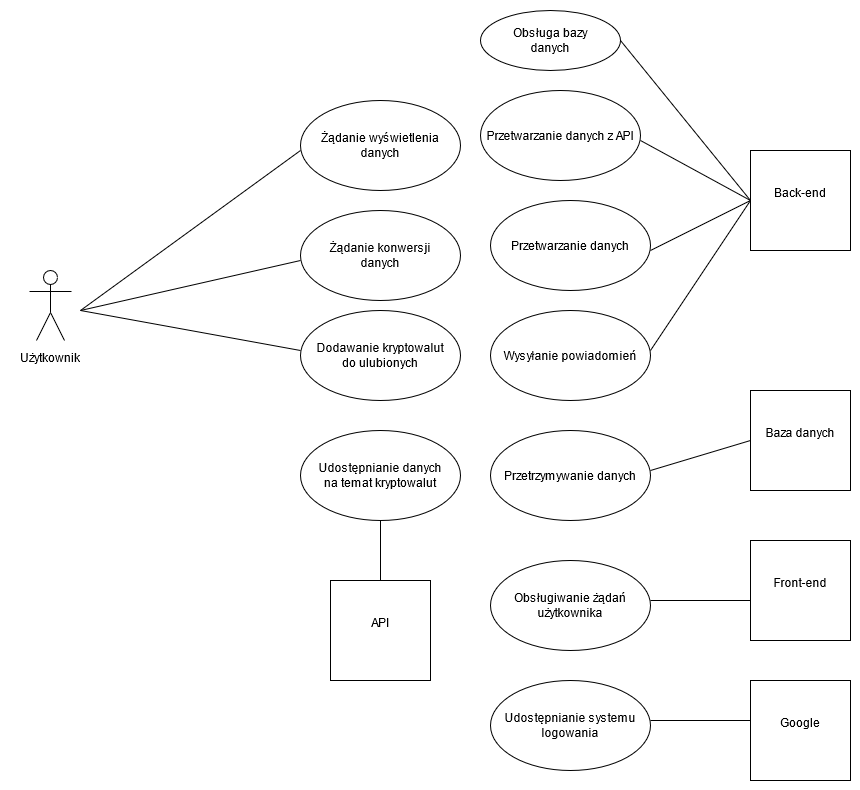 Obsługa bazy
danych
Żądanie wyświetlenia
danych
Przetwarzanie danych z API
Back-end
Żądanie konwersji
danych
Przetwarzanie danych
Użytkownik
Dodawanie kryptowalut
do ulubionych
Wysyłanie powiadomień
Baza danych
Udostępnianie danych
na temat kryptowalut
Przetrzymywanie danych
API
Obsługiwanie żądań
użytkownika
Front-end
Udostępnianie systemu
logowania
Google